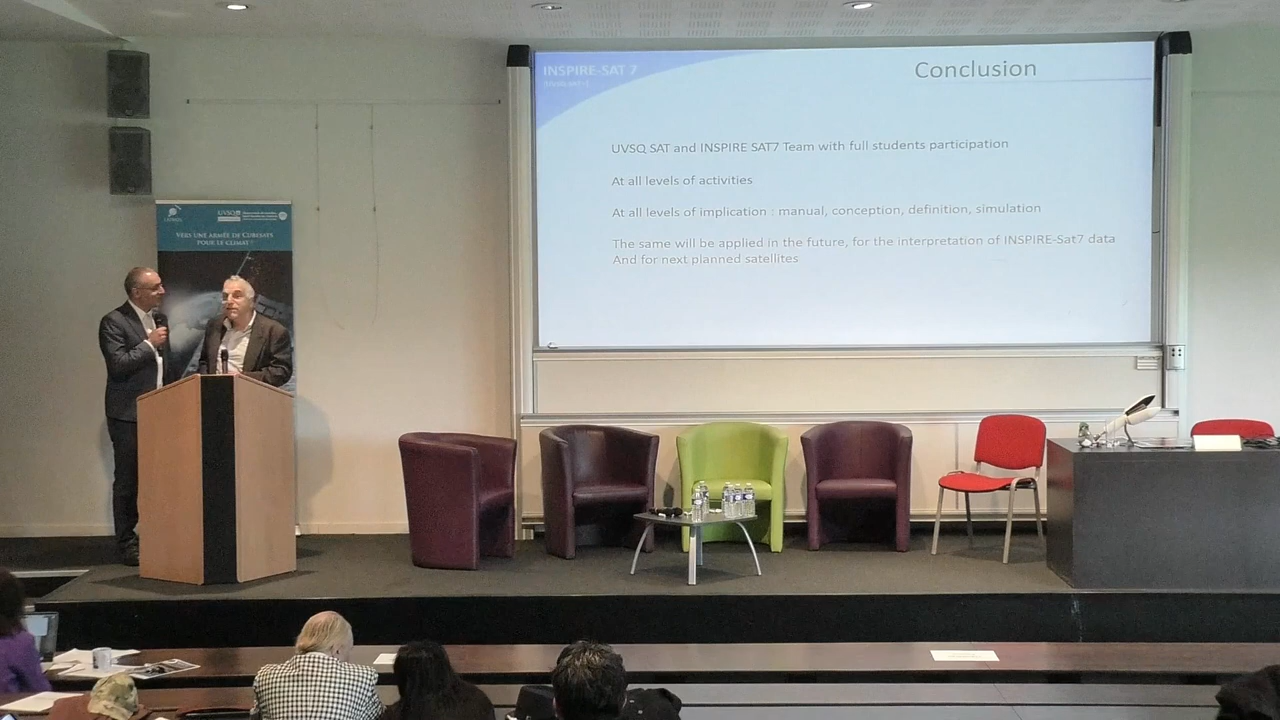 INSPIRE-SAT 7
Conclusion
UVSQ SAT and INSPIRE SAT7 Team with full students participation
At all levels of activities
At all levels of implication : manual, conception, definition, simulation
The same will be applied in the future, for the interpretation of INSPIRE-Sat7 data
And for next planned satellites
UVSQ
VERS UNE ARMÉE DE CUBESATS
POUR LE CLIMAT ?